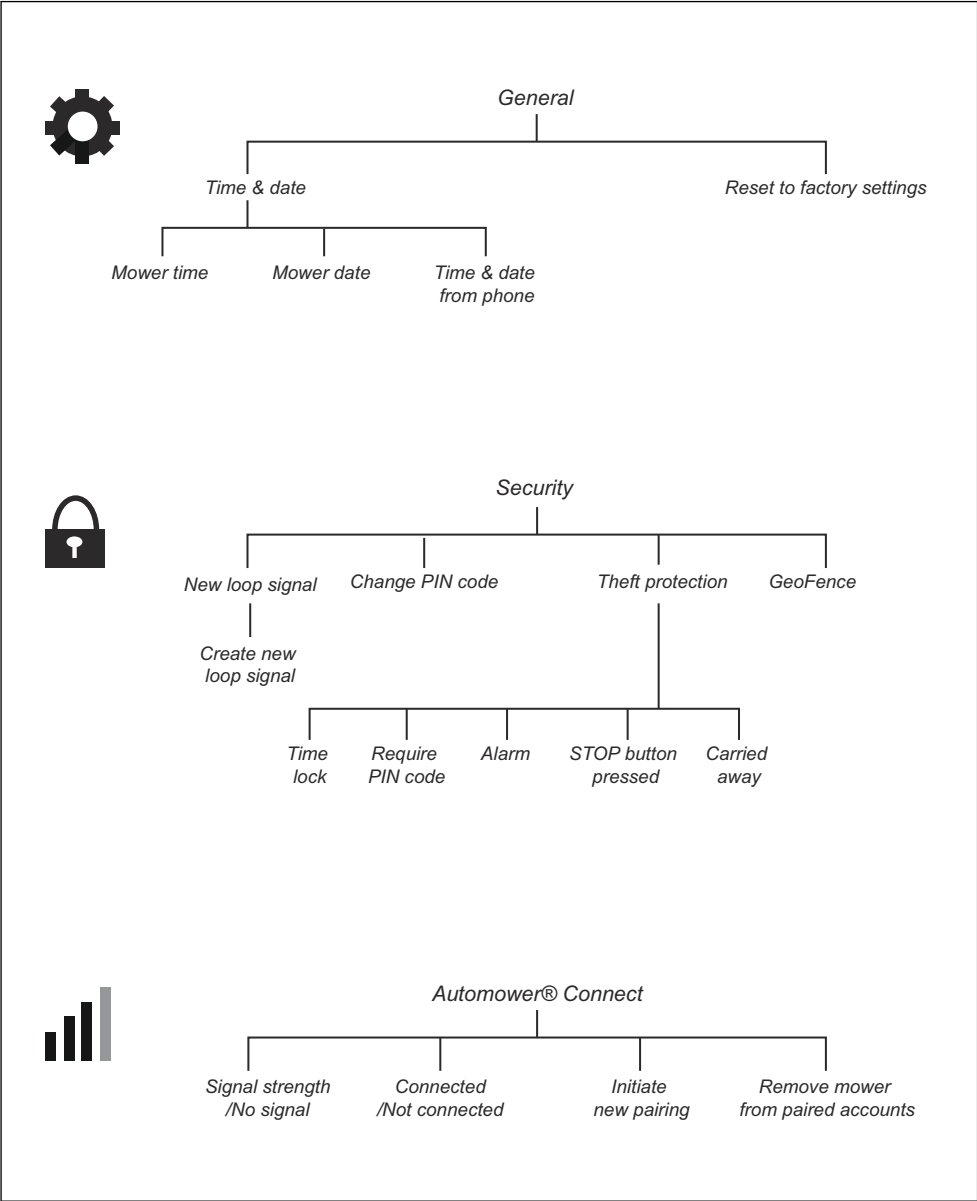 General
Time & date
Reset to factory settings
Mower time
Mower date
Time & date
from phone
Security
New loop signal
Change PIN code
Theft protection
GeoFence
Create new
loop signal
Time
lock
Require
PIN code
Alarm
STOP button
pressed
Carried
away
Automower® Connect
Signal strength
/No signal
Connected
/Not connected
Initiate
new pairing
Remove mower
from paired accounts